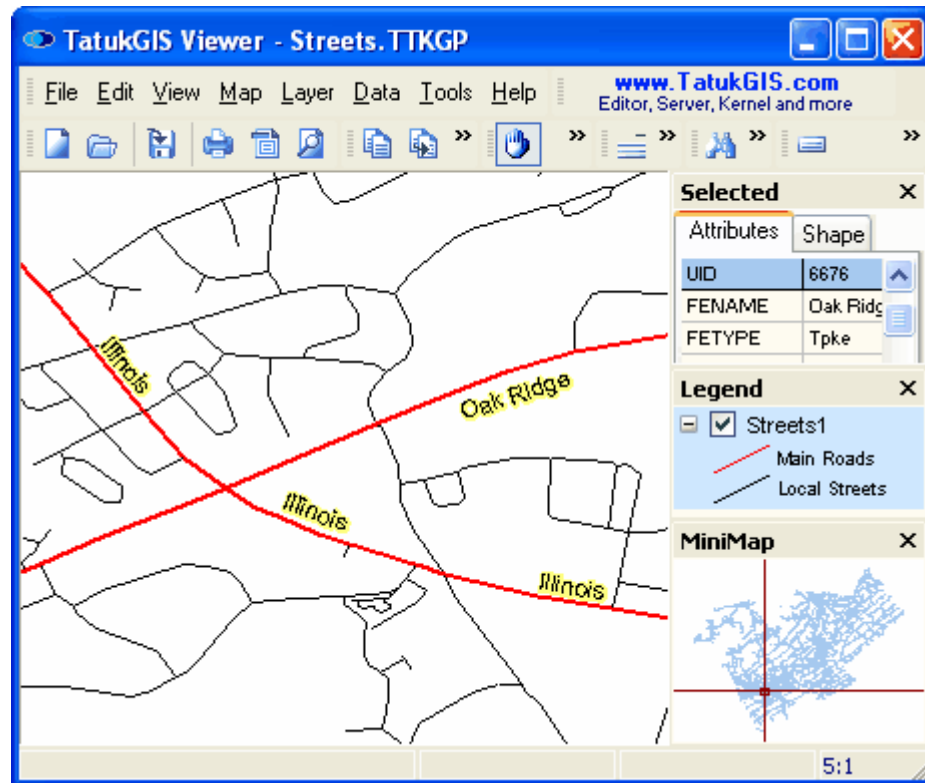 TatukGIS Viewer - Streets.TTKGP
File Edit View Map Layer Data Tools Help
www.TatukGIS.com
Editor, Server, Kernel and more
Selected
Attributes Shape
UID 6676
FENAME Oak Ridg
FETYPE Tpke
Legend
Streets1
Main Roads
Local Streets
MiniMap
Illinois
Oak Ridge
Illinois
Illinois
5:1